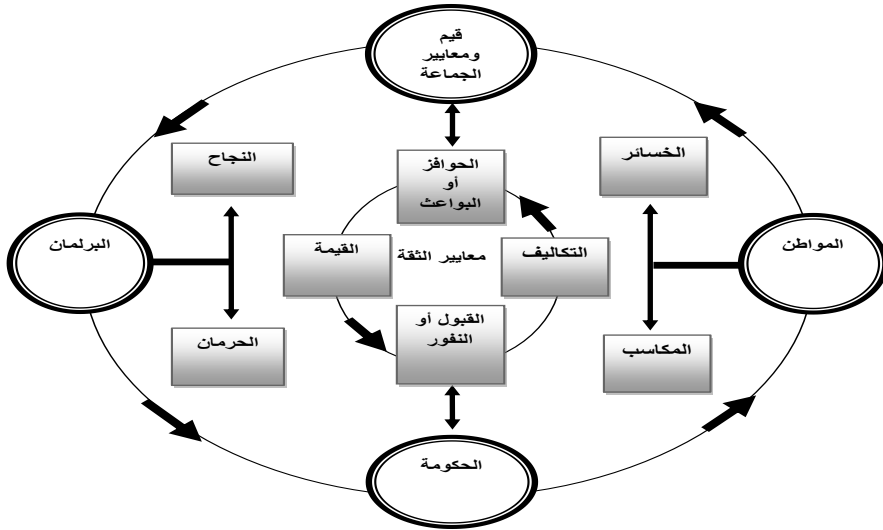 قيم
ومعايير
الجماعة
النجاح
الحوافز
أو
البواعث
الخسائر
البرلمان
القيمة
معايير الثقة
التكاليف
المواطن
الحرمان
القبول أو
النفور
المكاسب
الحكومة